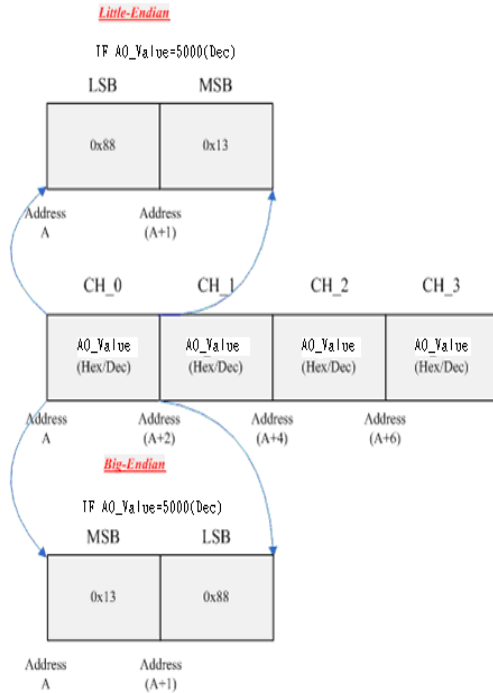 Little-Endian
IF AO_Value=5000(Dec)
LSB MSB
0x88 0x13
Address Address
A (A+1)
CH_0 CH_1 CH_2 CH_3
AO_Value AO_Value AO_Value AO_Value
(Hex/Dec) (Hex/Dec) (Hex/Dec) (Hex/Dec)
Address Address Address Address
A (A+2) (A+4) (A+6)
Big-Endian
IF AO_Value=5000(Dec)
MSB LSB
0x13 0x88
Address Address
A (A+1)